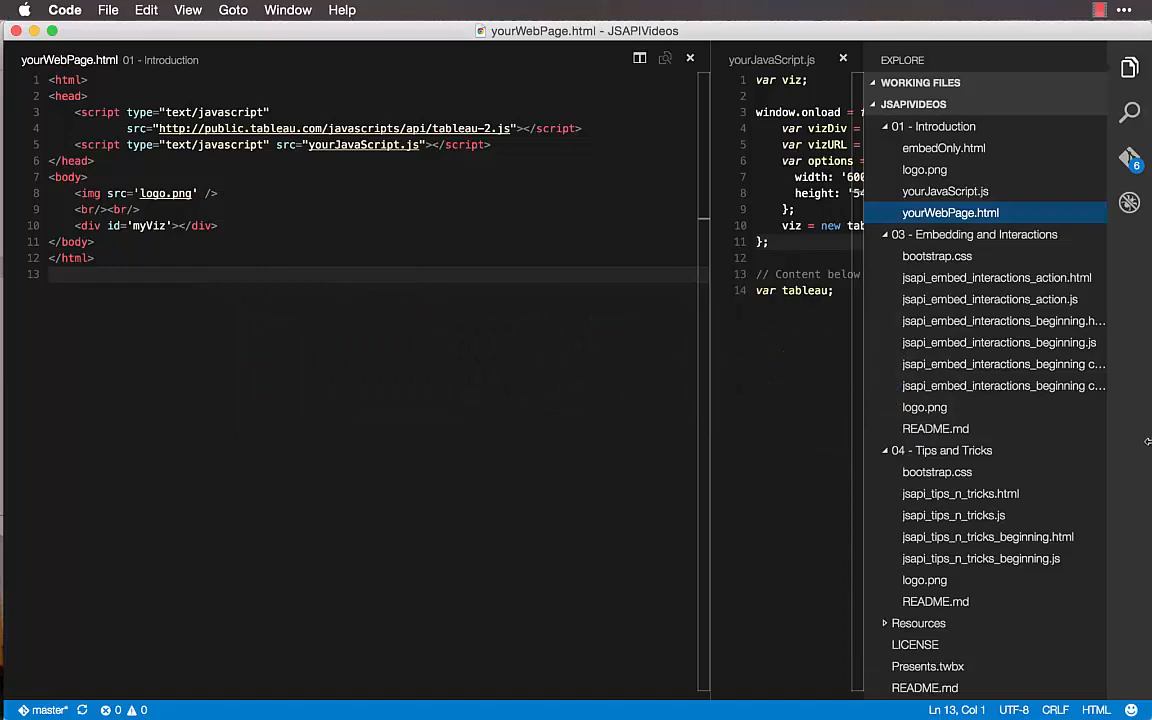 Code File Edit View Goto Window Help
yourWebPage.html - JSAPIVideos
yourWebPage.html 01 - Introduction
1 <html>
2 <head>
3 <script type="text/javascript"
4 src="http://public.tableau.com/javascripts/api/tableau-2.js"></script>
5 <script type="text/javascript" src="yourJavaScript.js"></script>
6 </head>
7 <body>
8 <img src='logo.png' />
9 <br/><br/>
10 <div id='myViz'></div>
11 </body>
12 </html>
13
yourJavaScript.js
1 var viz;
2
3 window.onload =
4 var vizDiv =
5 var vizURL =
6 var options =
7 width: '600
8 height: '54
9 };
10 viz = new tab
11 };
12
13 // Content below
14 var tableau;
EXPLORE
WORKING FILES
JSAPIVIDEOS
01 - Introduction
embedOnly.html
logo.png
yourJavaScript.js
yourWebPage.html
03 - Embedding and Interactions
bootstrap.css
jsapi_embed_interactions_action.html
jsapi_embed_interactions_action.js
jsapi_embed_interactions_beginning.h...
jsapi_embed_interactions_beginning.js
jsapi_embed_interactions_beginning c...
jsapi_embed_interactions_beginning c...
logo.png
README.md
04 - Tips and Tricks
bootstrap.css
jsapi_tips_n_tricks.html
jsapi_tips_n_tricks.js
jsapi_tips_n_tricks_beginning.html
jsapi_tips_n_tricks_beginning.js
logo.png
README.md
Resources
LICENSE
Presents.twbx
README.md
6
master* 0 0
Ln 13, Col 1 UTF-8 CRLF HTML